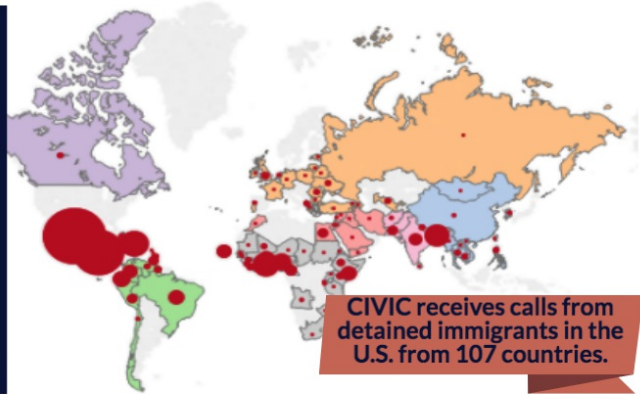 CIVIC receives calls from
detained immigrants in the
U.S. from 107 countries.